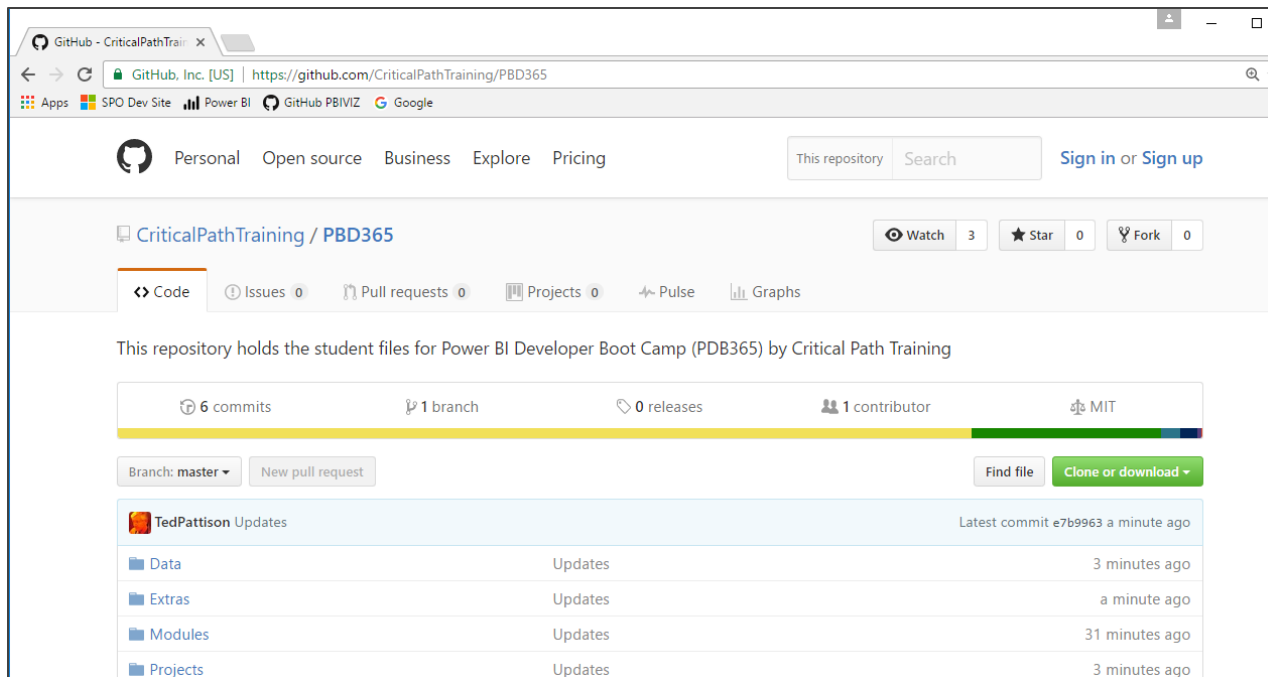 GitHub - CriticalPathTrain
GitHub, Inc. [US] | https://github.com/CriticalPathTraining/PBD365
Apps SPO Dev Site Power BI GitHub PBIVIZ Google
Personal Open source Business Explore Pricing This repository Search Sign in or Sign up
CriticalPathTraining / PBD365 Watch 3 Star 0 Fork 0
Code Issues 0 Pull requests 0 Projects 0 Pulse Graphs
This repository holds the student files for Power BI Developer Boot Camp (PDB365) by Critical Path Training
6 commits 1 branch 0 releases 1 contributor MIT
Branch: master New pull request Find file Clone or download
TedPattison Updates Latest commit e7b9963 a minute ago
Data Updates 3 minutes ago
Extras Updates a minute ago
Modules Updates 31 minutes ago
Projects Updates 3 minutes ago